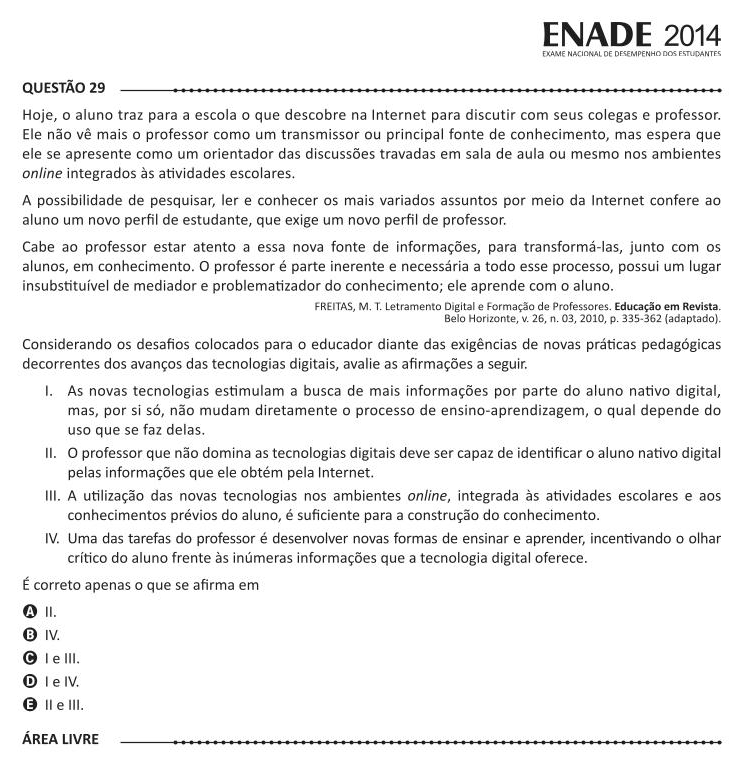 ENADE 2014
EXAME NACIONAL DE DESEMPENHO DOS ESTUDANTES
QUESTÃO 29
Hoje, o aluno traz para a escola o que descobre na Internet para discutir com seus colegas e professor.
Ele não vê mais o professor como um transmissor ou principal fonte de conhecimento, mas espera que
ele se apresente como um orientador das discussões travadas em sala de aula ou mesmo nos ambientes
online integrados às atividades escolares.
A possibilidade de pesquisar, ler e conhecer os mais variados assuntos por meio da Internet confere ao
aluno um novo perfil de estudante, que exige um novo perfil de professor.
Cabe ao professor estar atento a essa nova fonte de informações, para transformá-las, junto com os
alunos, em conhecimento. O professor é parte inerente e necessária a todo esse processo, possui um lugar
insubstituível de mediador e problematizador do conhecimento; ele aprende com o aluno.
FREITAS, M. T. Letramento Digital e Formação de Professores. Educação em Revista.
Belo Horizonte, v. 26, n. 03, 2010, p. 335-362 (adaptado).
Considerando os desafios colocados para o educador diante das exigências de novas práticas pedagógicas
decorrentes dos avanços das tecnologias digitais, avalie as afirmações a seguir.
I. As novas tecnologias estimulam a busca de mais informações por parte do aluno nativo digital,
mas, por si só, não mudam diretamente o processo de ensino-aprendizagem, o qual depende do
uso que se faz delas.
II. O professor que não domina as tecnologias digitais deve ser capaz de identificar o aluno nativo digital
pelas informações que ele obtém pela Internet.
III. A utilização das novas tecnologias nos ambientes online, integrada às atividades escolares e aos
conhecimentos prévios do aluno, é suficiente para a construção do conhecimento.
IV. Uma das tarefas do professor é desenvolver novas formas de ensinar e aprender, incentivando o olhar
crítico do aluno frente às inúmeras informações que a tecnologia digital oferece.
É correto apenas o que se afirma em
A II.
B IV.
C I e III.
D I e IV.
E II e III.
ÁREA LIVRE